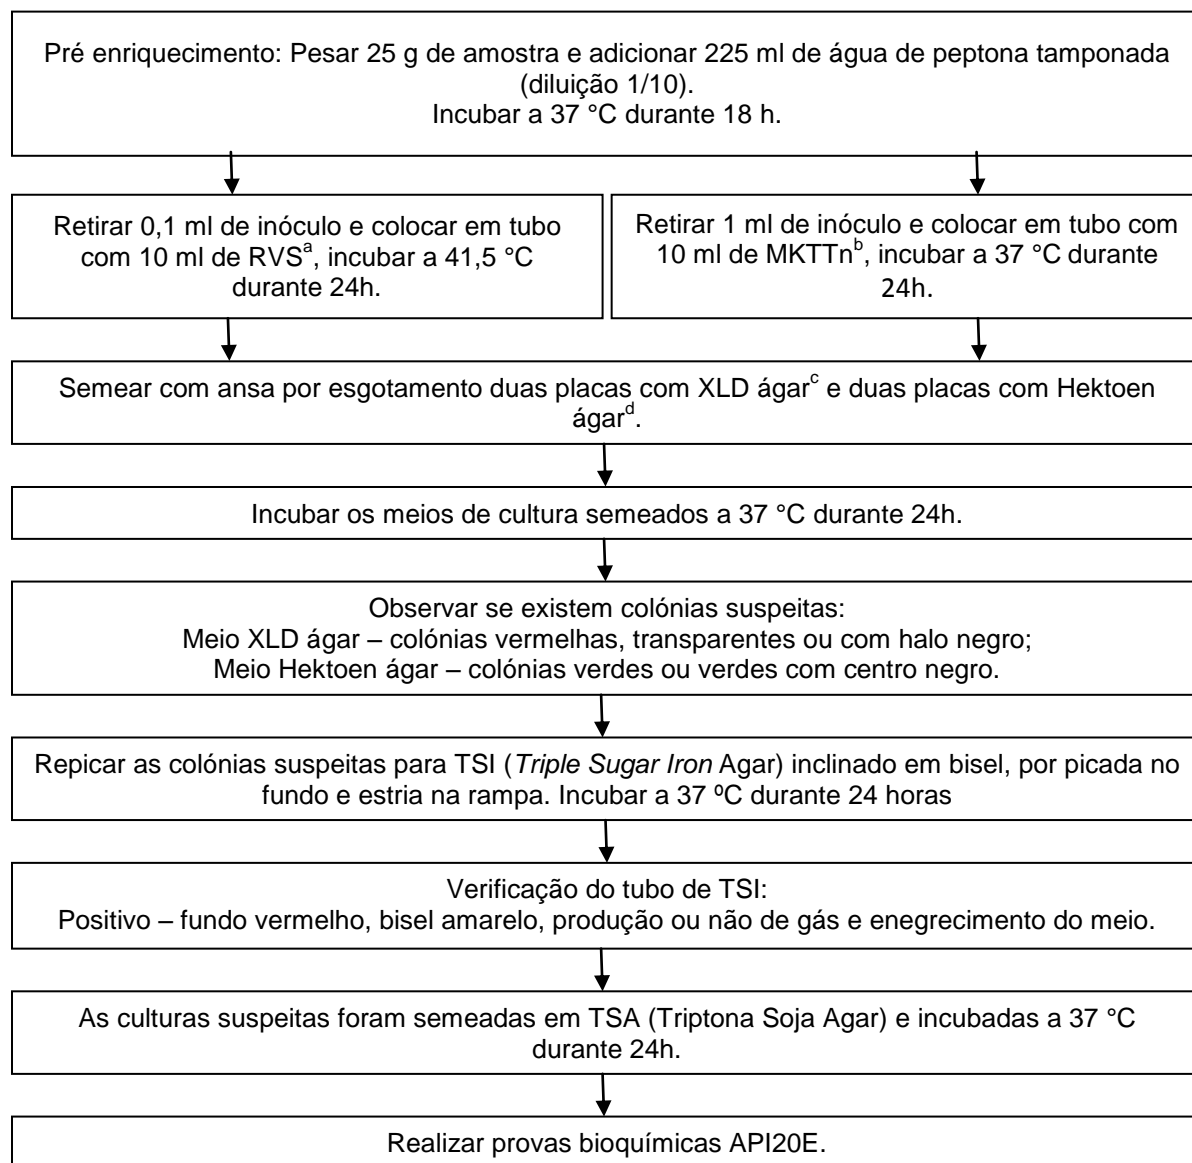 Pré enriquecimento: Pesar 25 g de amostra e adicionar 225 ml de água de peptona tamponada
(diluição 1/10).
Incubar a 37 °C durante 18 h.
Retirar 0,1 ml de inóculo e colocar em tubo
com 10 ml de RVSᵃ, incubar a 41,5 °C
durante 24h.
Retirar 1 ml de inóculo e colocar em tubo com
10 ml de MKTTnᵇ, incubar a 37 °C durante
24h.
Semear com ansa por esgotamento duas placas com XLD ágarᶜ e duas placas com Hektoen
ágarᵈ.
Incubar os meios de cultura semeados a 37 °C durante 24h.
Observar se existem colónias suspeitas:
Meio XLD ágar – colónias vermelhas, transparentes ou com halo negro;
Meio Hektoen ágar – colónias verdes ou verdes com centro negro.
Repicar as colónias suspeitas para TSI (Triple Sugar Iron Agar) inclinado em bisel, por picada no
fundo e estria na rampa. Incubar a 37 ºC durante 24 horas
Verificação do tubo de TSI:
Positivo – fundo vermelho, bisel amarelo, produção ou não de gás e enegrecimento do meio.
As culturas suspeitas foram semeadas em TSA (Triptona Soja Agar) e incubadas a 37 °C
durante 24h.
Realizar provas bioquímicas API20E.